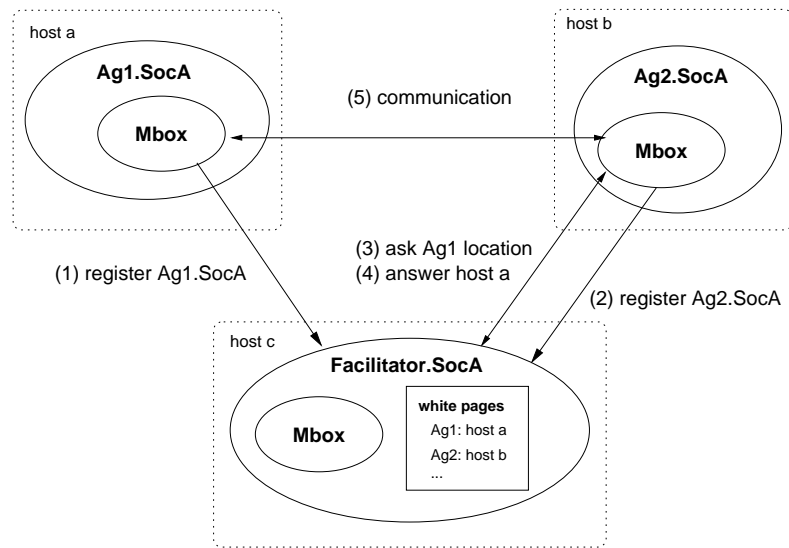 host a
Ag1.SocA
Mbox
host b
Ag2.SocA
Mbox
(5) communication
(3) ask Ag1 location
(4) answer host a
(1) register Ag1.SocA
(2) register Ag2.SocA
host c
Facilitator.SocA
Mbox
white pages
Ag1: host a
Ag2: host b
...